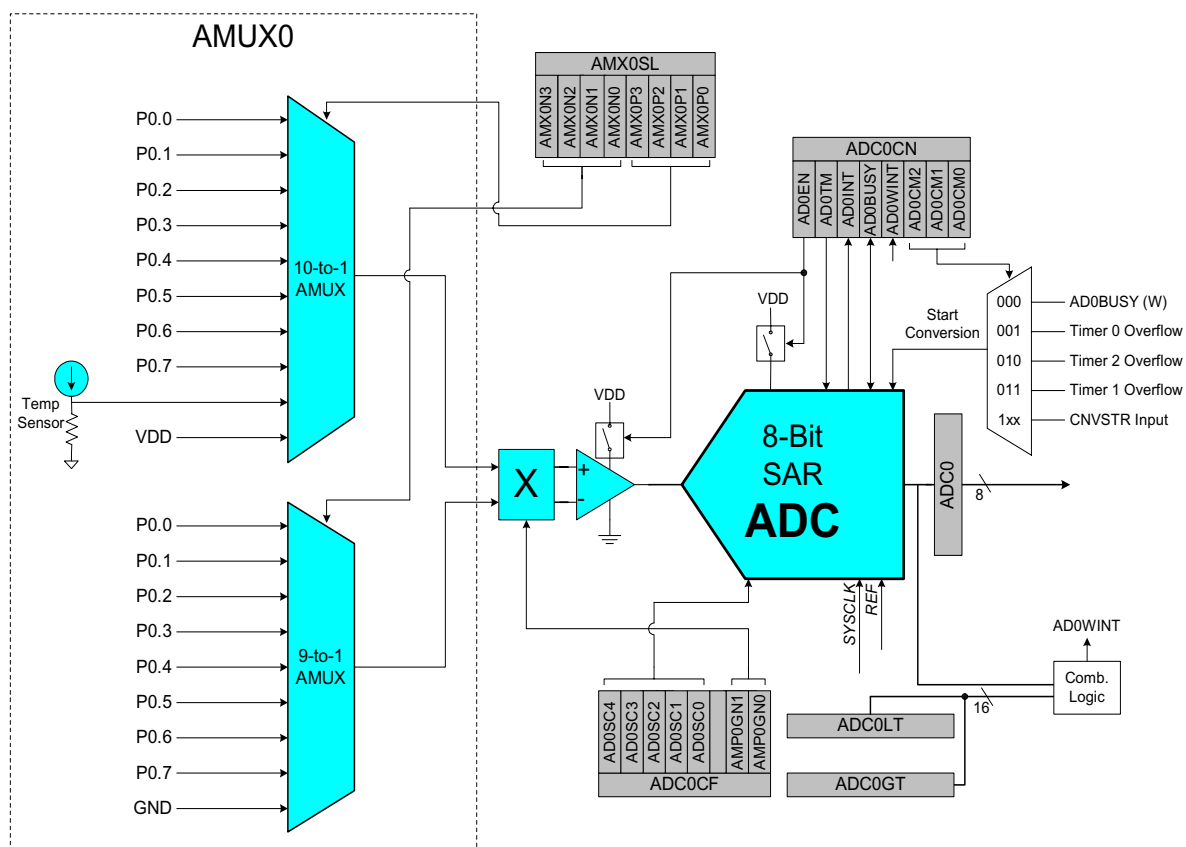 AMUX0
P0.0
P0.1
P0.2
P0.3
P0.4
P0.5
P0.6
P0.7
Temp
Sensor
VDD
10-to-1
AMUX
P0.0
P0.1
P0.2
P0.3
P0.4
P0.5
P0.6
P0.7
GND
9-to-1
AMUX
AMX0SL
AMX0N3
AMX0N2
AMX0N1
AMX0N0
AMX0P3
AMX0P2
AMX0P1
AMX0P0
ADC0CN
AD0EN
AD0TM
AD0INT
AD0BUSY
AD0WINT
AD0CM2
AD0CM1
AD0CM0
VDD
Start
Conversion
000
AD0BUSY (W)
001
Timer 0 Overflow
010
Timer 2 Overflow
011
Timer 1 Overflow
1xx
CNVSTR Input
VDD
X
+
-
8-Bit
SAR
ADC
ADC0
8
SYSCLK
REF
AD0WINT
Comb.
Logic
16
ADC0LT
ADC0GT
AD0SC4
AD0SC3
AD0SC2
AD0SC1
AD0SC0
AMP0GN1
AMP0GN0
ADC0CF